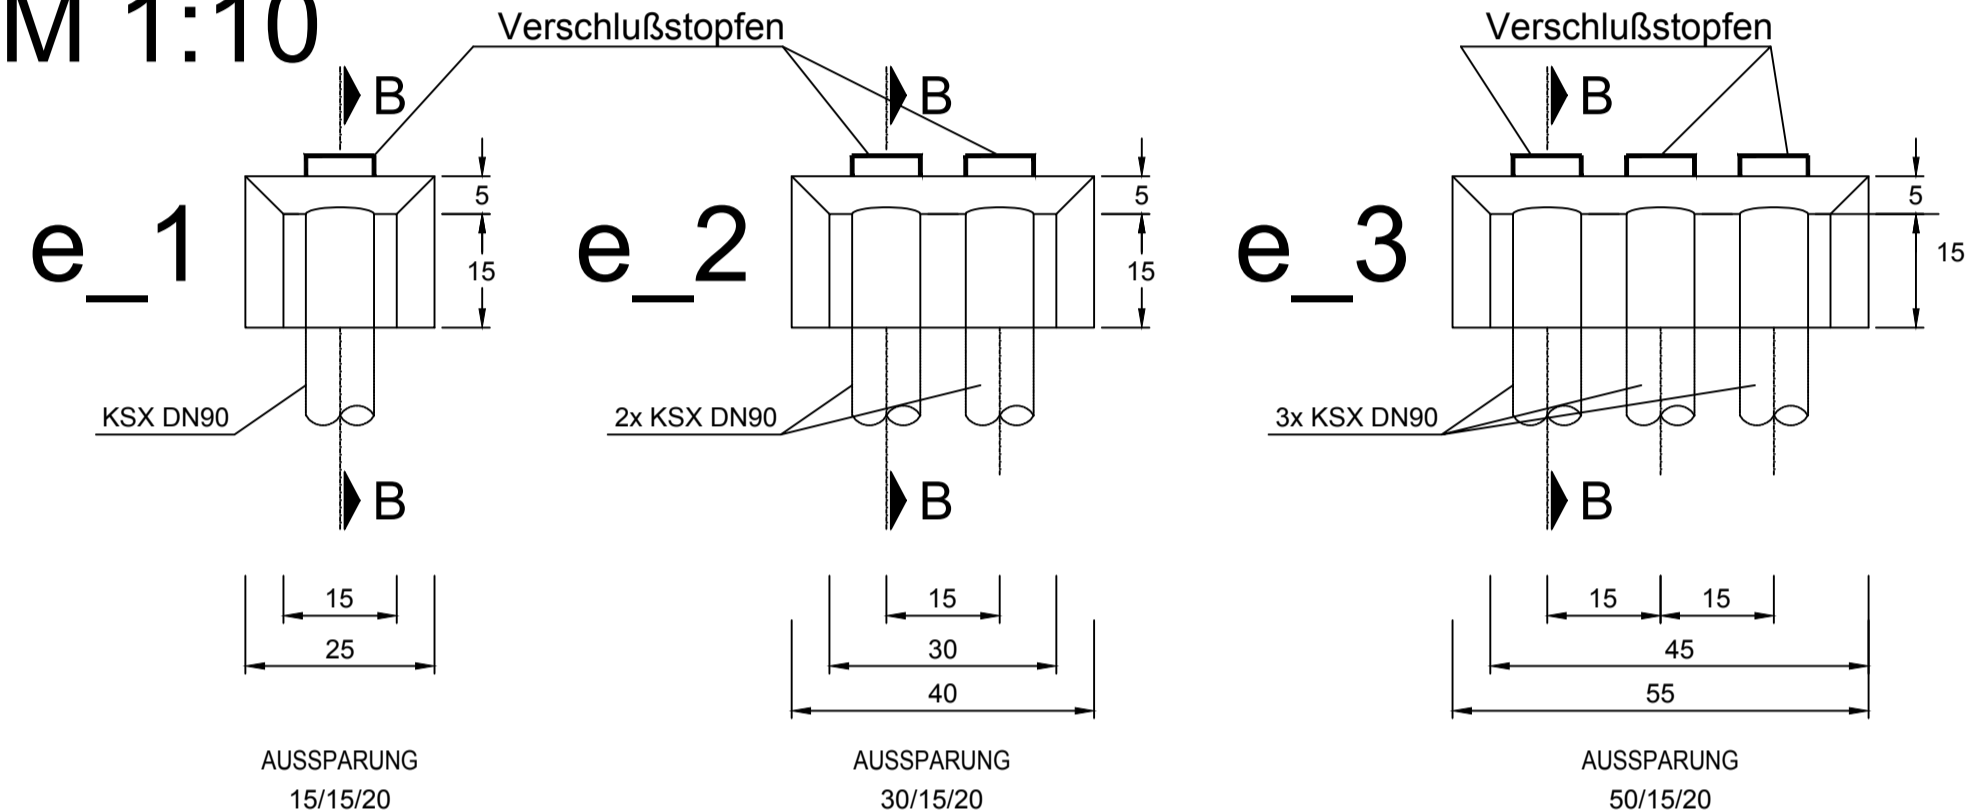 M 1:10
Verschlußstopfen
Verschlußstopfen
B
B
B
5
5
5
e_1
e_2
e_3
15
15
15
KSX DN90
2x KSX DN90
3x KSX DN90
B
B
B
15
15
15
15
25
30
45
40
55
AUSSPARUNG
AUSSPARUNG
AUSSPARUNG
15/15/20
30/15/20
50/15/20